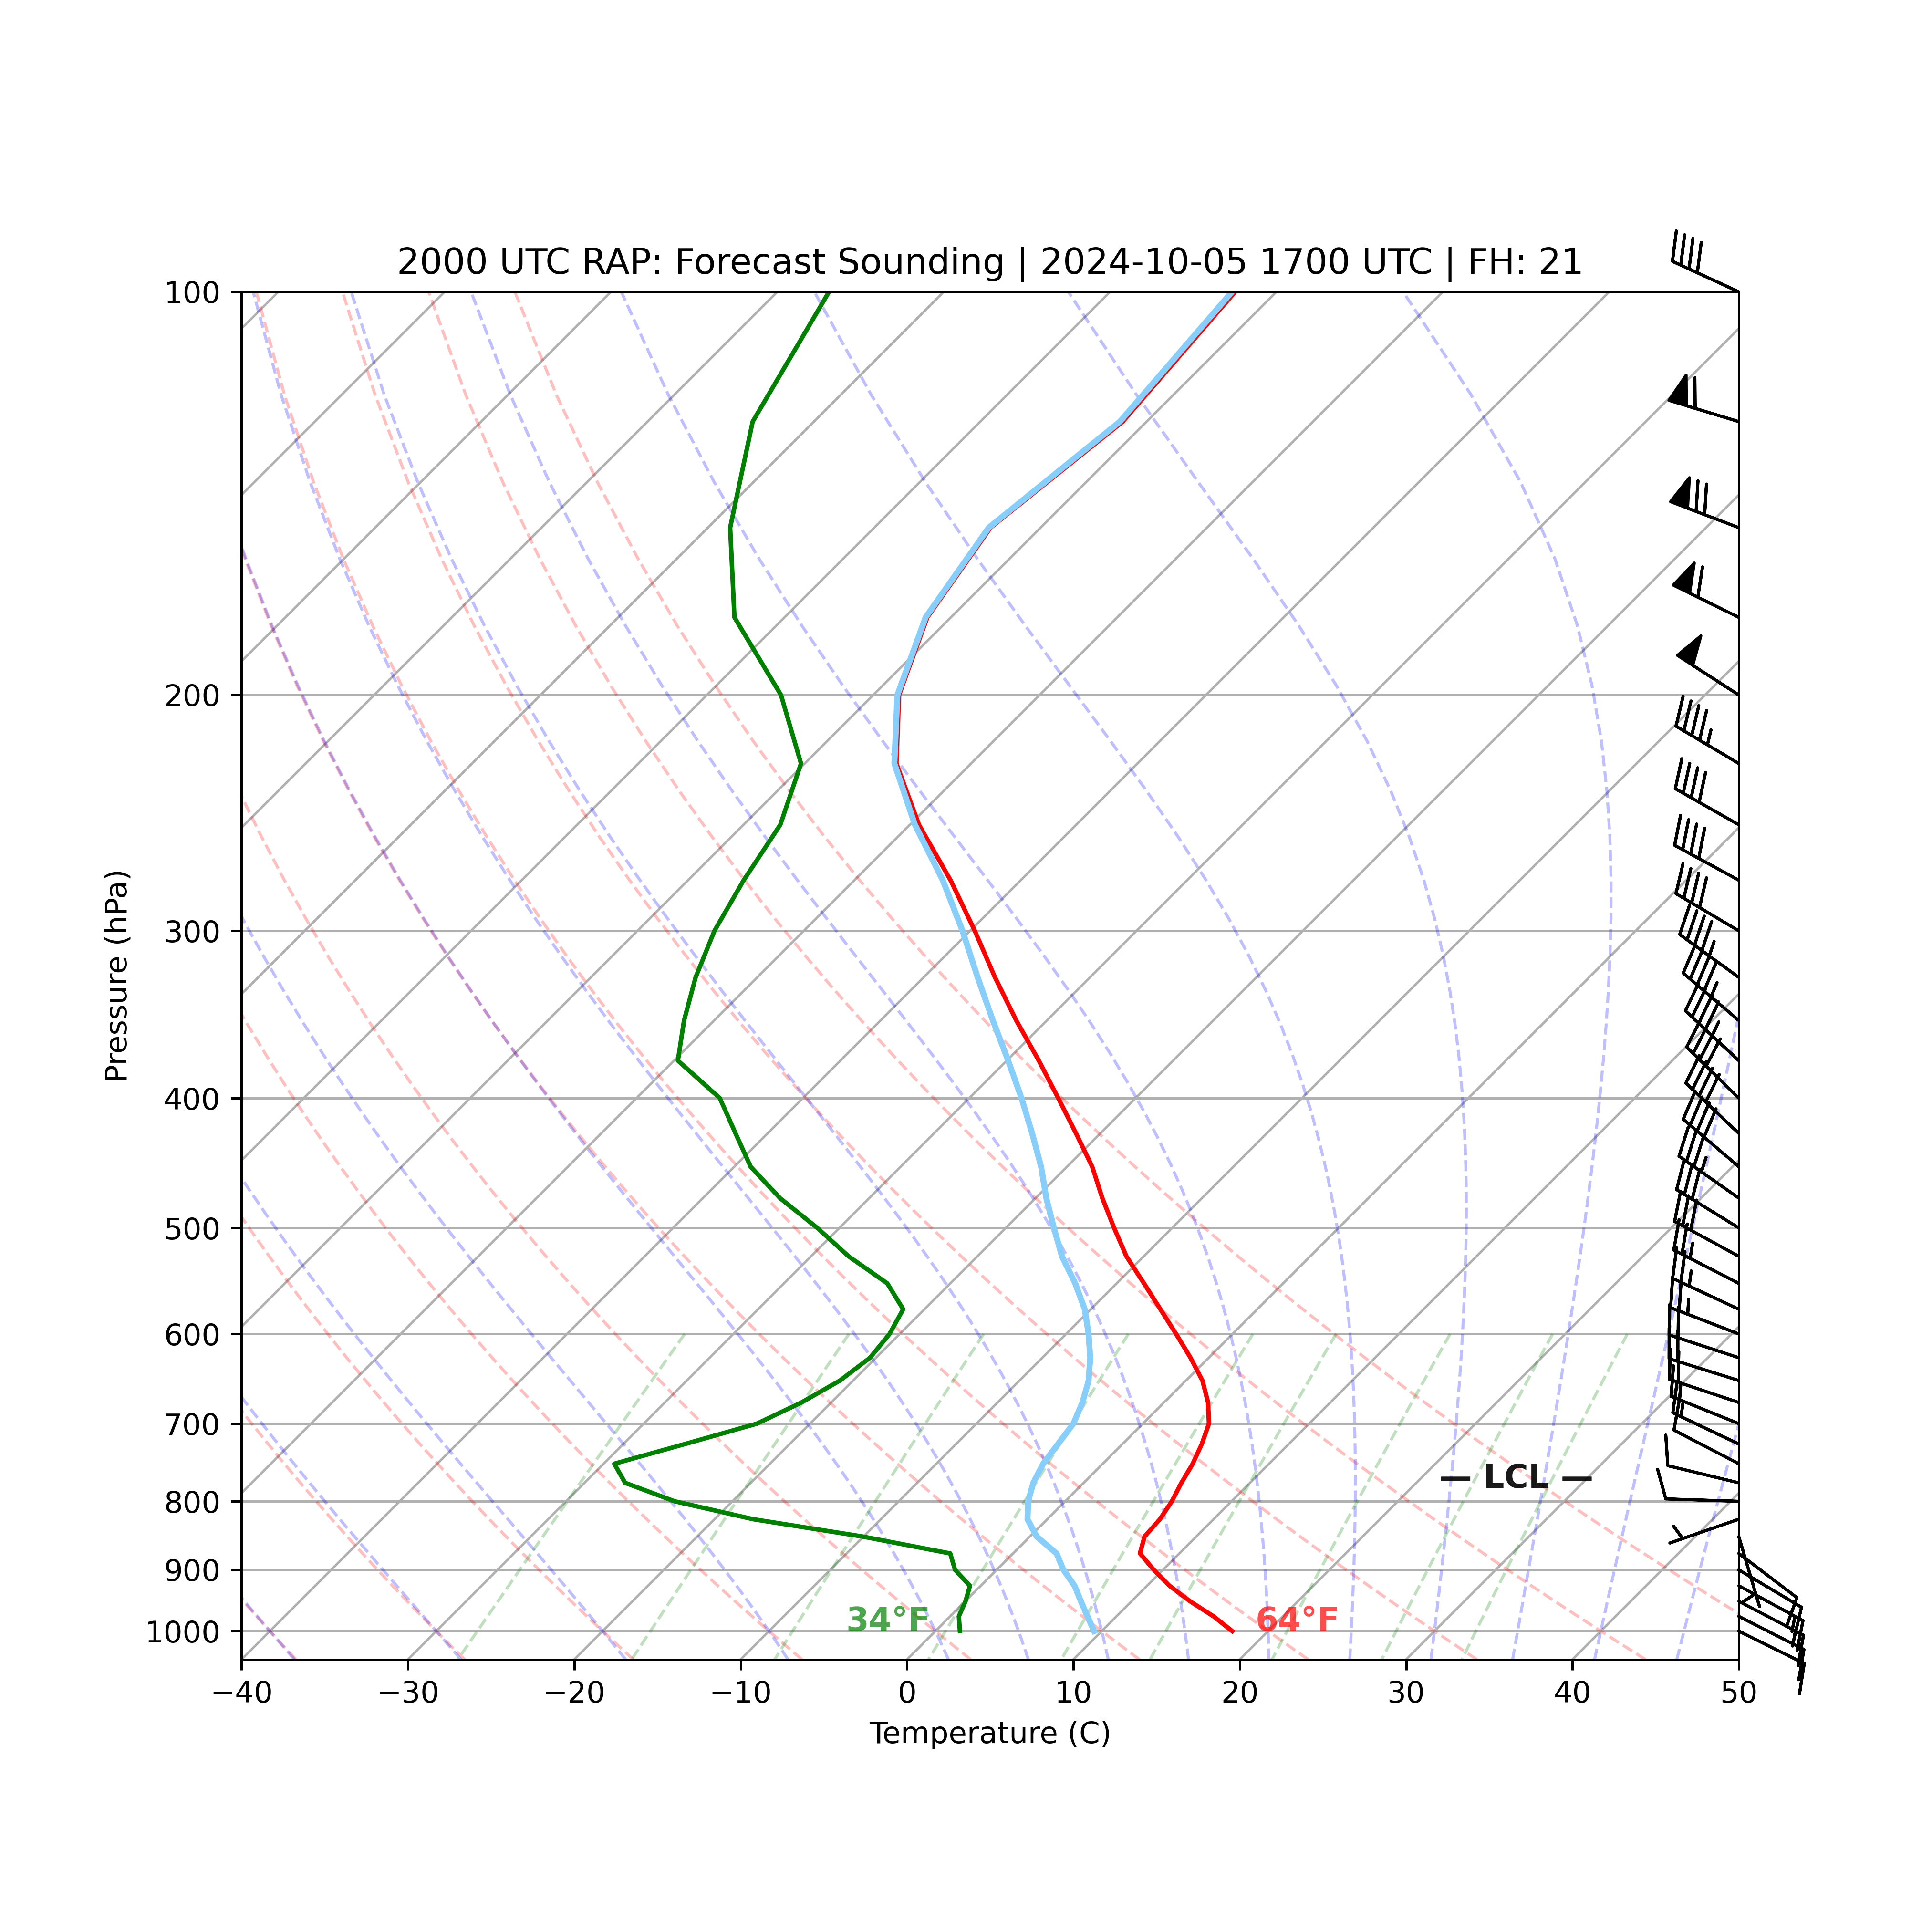 2000 UTC RAP: Forecast Sounding | 2024-10-05 1700 UTC | FH: 21
100
200
300
400
500
600
700
800
900
1000
Pressure (hPa)
— LCL —
34°F
64°F
−40 −30 −20 −10 0 10 20 30 40 50
Temperature (C)